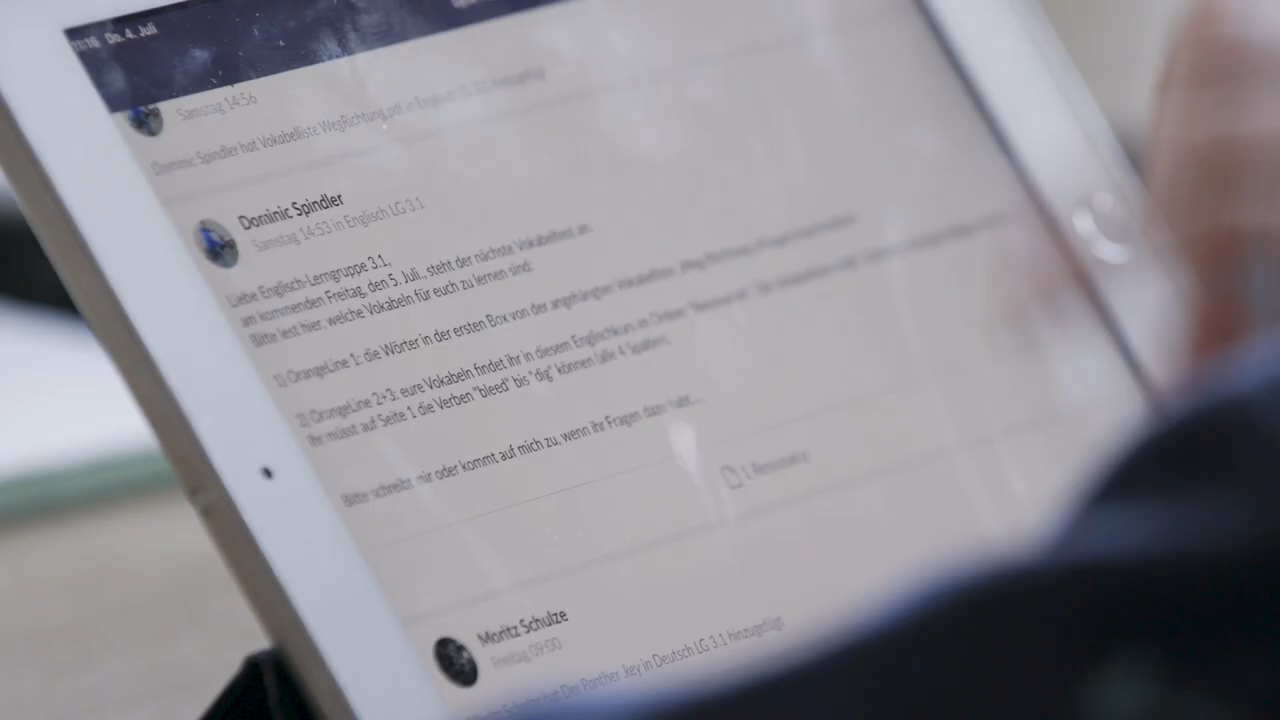 Do. 4. Juli
Samstag 14:56
Dominic Spindler hat Vokabelliste WegRichtung.pdf in Englisch hinzugefügt
Dominic Spindler
Samstag 14:53 in Englisch LG 3.1
Liebe Englisch-Lerngruppe 3.1,
am kommenden Freitag, den 5. Juli., steht der nächste Vokabeltest an.
Bitte lest hier, welche Vokabeln für euch zu lernen sind:
1) OrangeLine 1: die Wörter in der ersten Box von der angehängten Vokabelliste
2) OrangeLine 2+3: eure Vokabeln findet ihr in diesem Englischkurs im Ordner
Ihr müsst auf Seite 1 die Verben "bleed" bis "dig" können (alle 4 Spalten).
Bitte schreibt mir oder kommt auf mich zu, wenn ihr Fragen dazu habt...
1 Ressource
Moritz Schulze
Freitag 09:00
hat Der Panther .key in Deutsch LG 3.1 hinzugefügt